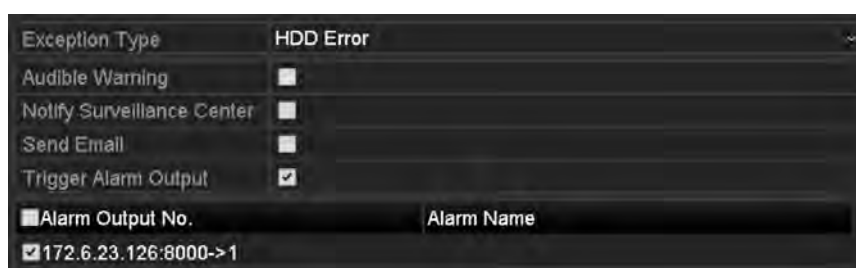 Exception Type HDD Error
Audible Warning
Notify Surveillance Center
Send Email
Trigger Alarm Output
Alarm Output No. Alarm Name
172.6.23.126:8000->1